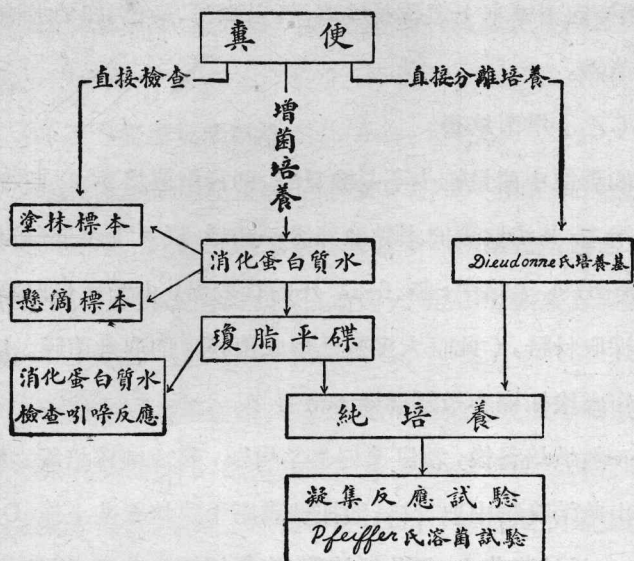 糞便
直接檢查
增菌培養
直接分離培養
塗抹標本
懸滴標本
消化蛋白質水
Dieudonne氏培養基
瓊脂平碟
消化蛋白質水
檢查吲哚反應
純培養
凝集反應試驗
Pfeiffer氏溶菌試驗